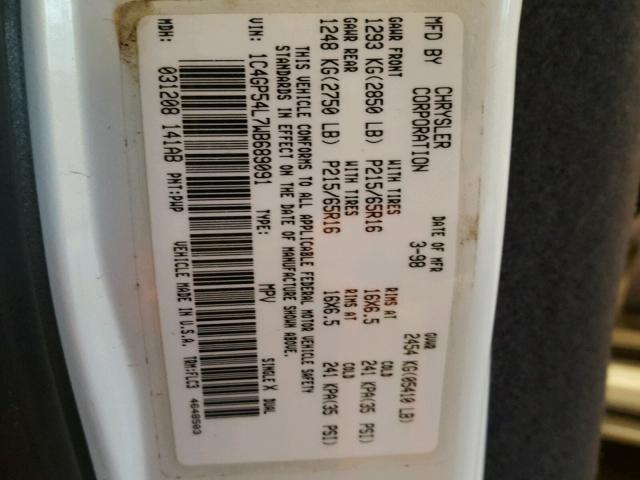 MFD BY CHRYSLER CORPORATION DATE OF MFR 3-98 GVWR 2454 KG(05410 LB)
GAWR FRONT WITH TIRES RIMS AT COLD
1293 KG(2850 LB) P215/65R16 16X6.5 241 KPA(35 PSI)
GAWR REAR WITH TIRES RIMS AT COLD
1248 KG(2750 LB) P215/65R16 16X6.5 241 KPA(35 PSI)
THIS VEHICLE CONFORMS TO ALL APPLICABLE FEDERAL MOTOR VEHICLE SAFETY
STANDARDS IN EFFECT ON THE DATE OF MANUFACTURE SHOWN ABOVE.
VIN: 1C4GP54L7WB689091 TYPE: MPV SINGLE X DUAL
MDH: 031208 141AB PNT:PWP VEHICLE MADE IN U.S.A. TRM:FLC3 4648503